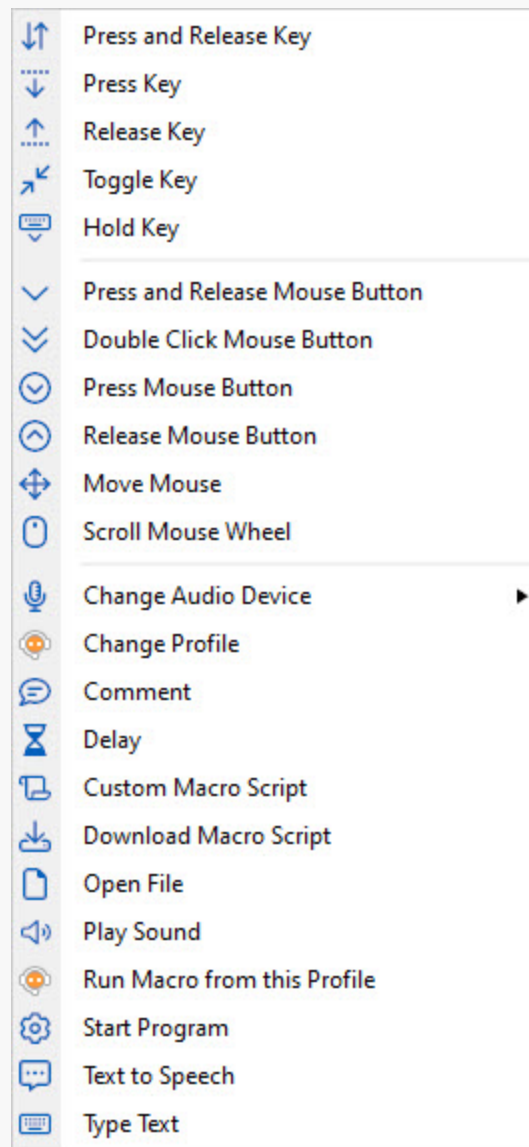 Press and Release Key
Press Key
Release Key
Toggle Key
Hold Key
Press and Release Mouse Button
Double Click Mouse Button
Press Mouse Button
Release Mouse Button
Move Mouse
Scroll Mouse Wheel
Change Audio Device
Change Profile
Comment
Delay
Custom Macro Script
Download Macro Script
Open File
Play Sound
Run Macro from this Profile
Start Program
Text to Speech
Type Text